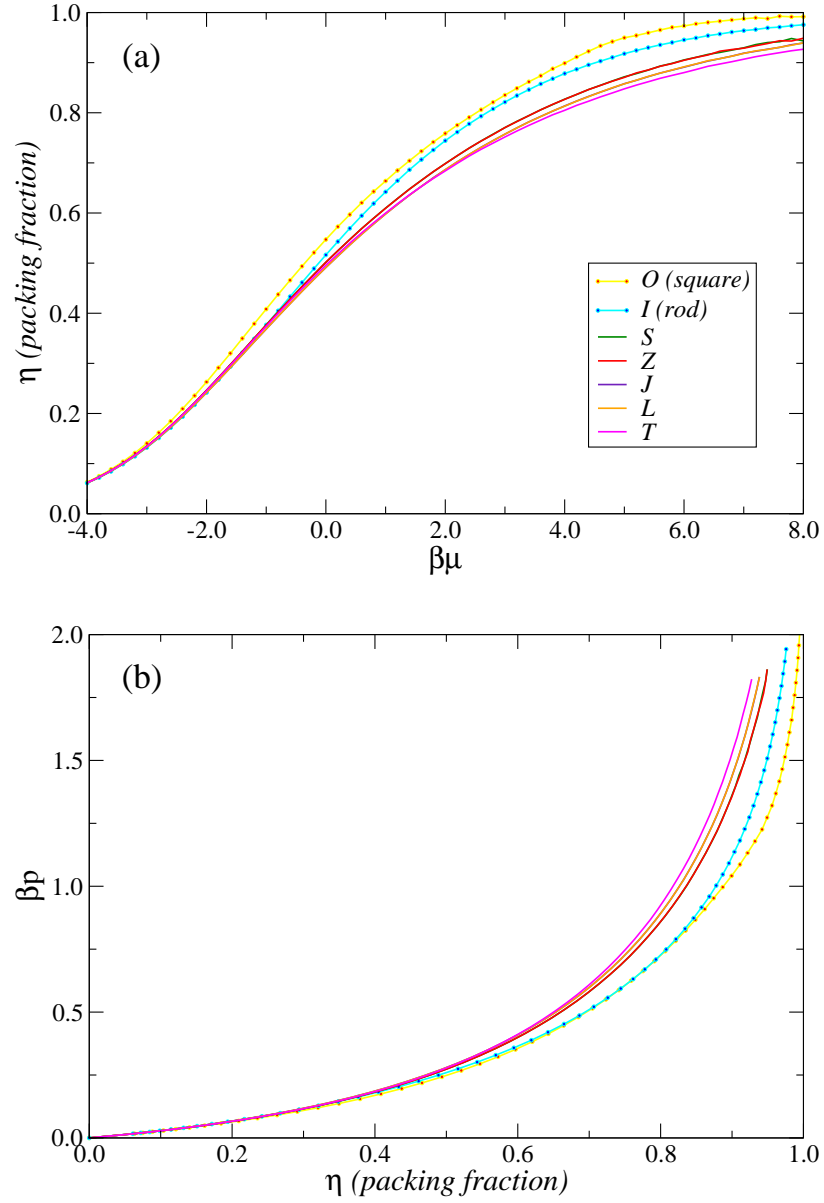 (a)
1.0
0.8
0.6
0.4
0.2
0.0
η (packing fraction)
O (square)
I (rod)
S
Z
J
L
T
-4.0 -2.0 0.0 2.0 4.0 6.0 8.0
βμ
(b)
2.0
1.5
1.0
0.5
0.0
βp
0.0 0.2 0.4 0.6 0.8 1.0
η (packing fraction)